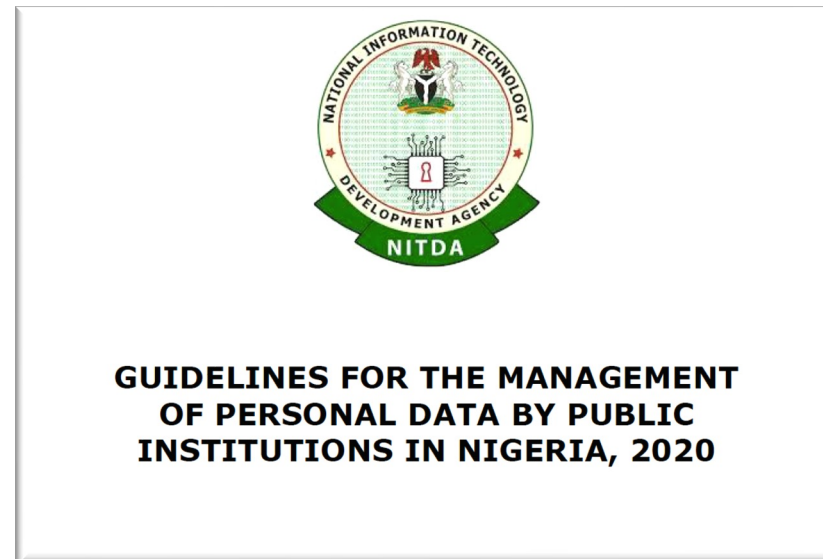 NATIONAL INFORMATION TECHNOLOGY
DEVELOPMENT AGENCY
NITDA
GUIDELINES FOR THE MANAGEMENT
OF PERSONAL DATA BY PUBLIC
INSTITUTIONS IN NIGERIA, 2020